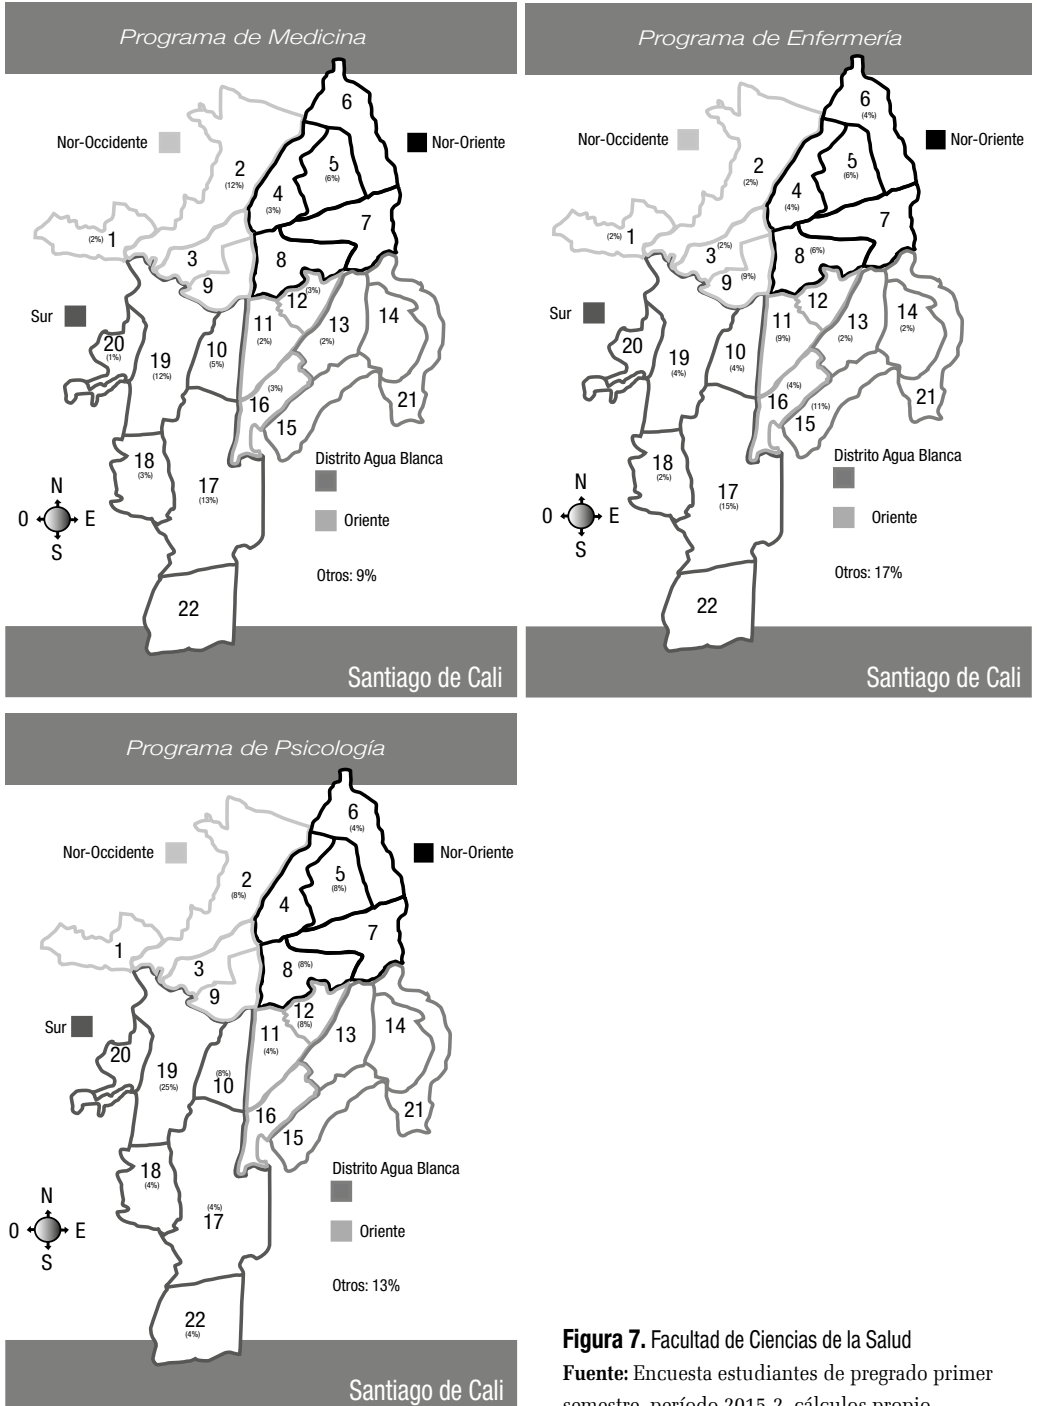 Programa de Medicina
6
Nor-Occidente
Nor-Oriente
2
(12%)
5
(6%)
4
(3%)
7
(2%) 1
3
8
9
12 (3%)
Sur
11
(2%)
13
(2%)
14
20
(1%)
19
(12%)
10
(5%)
(3%)
16
21
15
18
(3%)
17
(13%)
Distrito Agua Blanca
N
O E
S
Oriente
Otros: 9%
22
Santiago de Cali
Programa de Enfermería
6
(4%)
Nor-Occidente
Nor-Oriente
2
(2%)
5
(6%)
4
(4%)
7
(2%) 1
3 (2%)
8 (6%)
9 (9%)
12
Sur
11
(9%)
13
(2%)
14
(2%)
20
19
(4%)
10
(4%)
(4%)
16
21
(11%)
15
18
(2%)
17
(15%)
Distrito Agua Blanca
N
O E
S
Oriente
Otros: 17%
22
Santiago de Cali
Programa de Psicología
6
(4%)
Nor-Occidente
Nor-Oriente
2
(8%)
5
(8%)
4
7
1
3
8 (8%)
9
12
(8%)
Sur
11
(4%)
13
14
20
19
(25%)
(8%)
10
16
21
15
18
(4%)
(4%)
17
Distrito Agua Blanca
N
O E
S
Oriente
Otros: 13%
22
(4%)
Santiago de Cali
Figura 7. Facultad de Ciencias de la Salud
Fuente: Encuesta estudiantes de pregrado primer
semestre, período 2015-2, cálculos propio